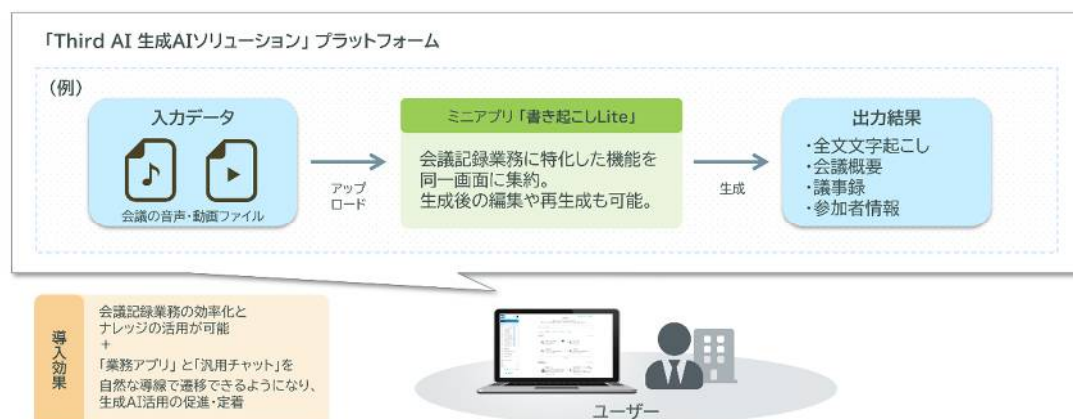 「Third AI 生成AIソリューション」プラットフォーム
（例）
入力データ
会議の音声・動画ファイル
アップ
ロード
ミニアプリ「書き起こしLite」
会議記録業務に特化した機能を
同一画面に集約。
生成後の編集や再生成も可能。
生成
出力結果
・全文文字起こし
・会議概要
・議事録
・参加者情報
導入効果
会議記録業務の効率化と
ナレッジの活用が可能
+
「業務アプリ」と「汎用チャット」を
自然な導線で遷移できるようになり、
生成AI活用の促進・定着
ユーザー